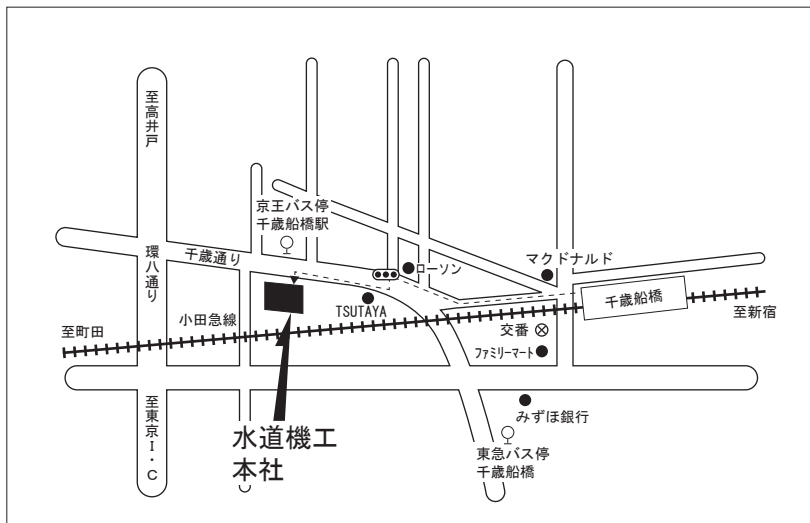 至高井戸
環八通り
至東京I・C
京王バス停
千歳船橋駅
千歳通り
ローソン
マクドナルド
千歳船橋
至新宿
TSUTAYA
小田急線
至町田
交番
ファミリーマート
みずほ銀行
東急バス停
千歳船橋
水道機工
本社